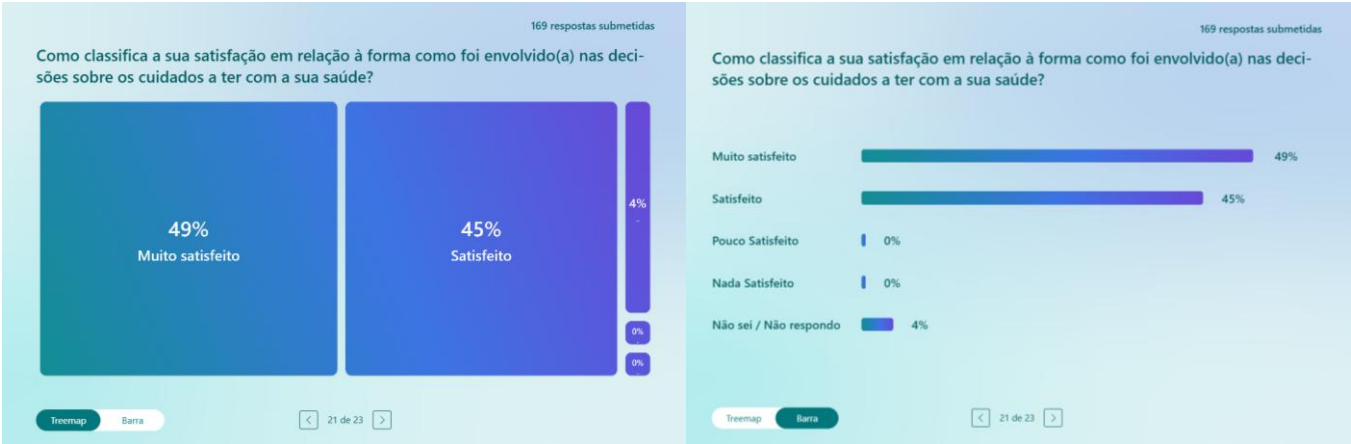 169 respostas submetidas
Como classifica a sua satisfação em relação à forma como foi envolvido(a) nas deci-
sões sobre os cuidados a ter com a sua saúde?
49%
Muito satisfeito
45%
Satisfeito
4%
0%
0%
Treemap
Barra
21 de 23
169 respostas submetidas
Como classifica a sua satisfação em relação à forma como foi envolvido(a) nas deci-
sões sobre os cuidados a ter com a sua saúde?
Muito satisfeito 49%
Satisfeito 45%
Pouco Satisfeito 0%
Nada Satisfeito 0%
Não sei / Não respondo 4%
Treemap
Barra
21 de 23